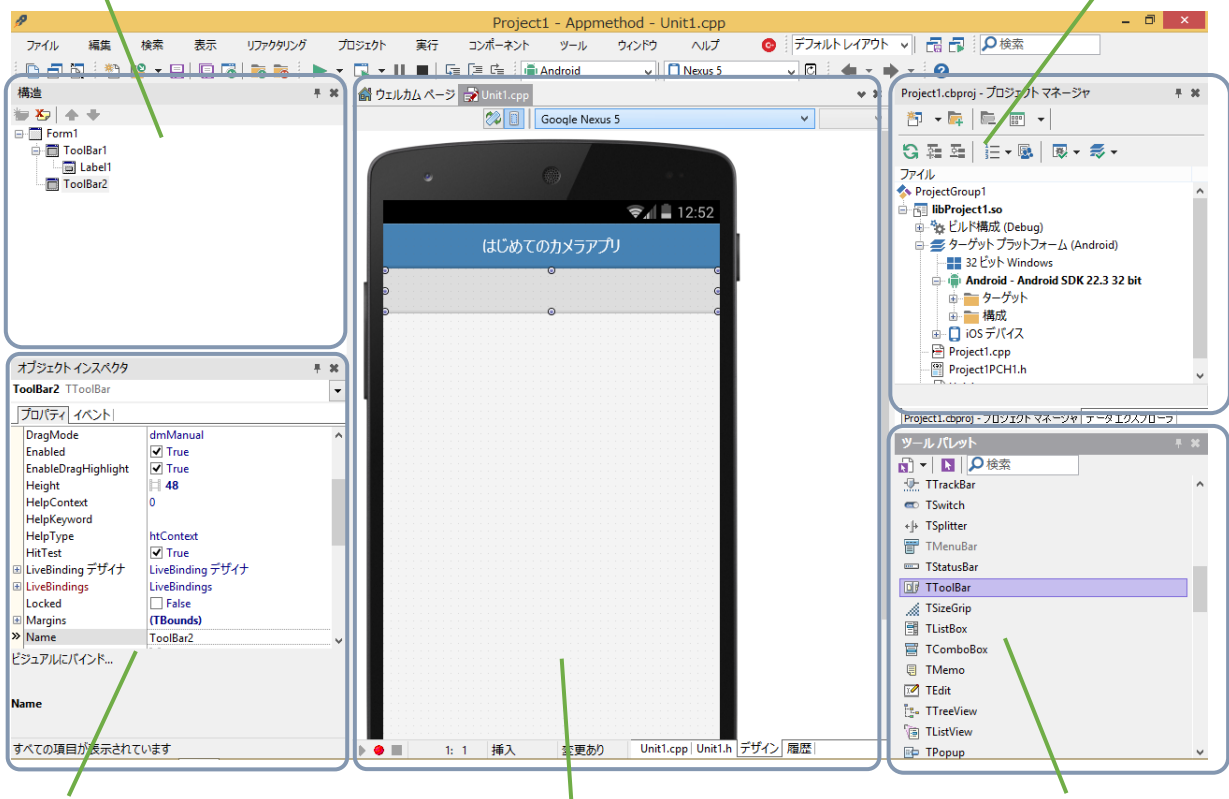 Project1 - Appmethod - Unit1.cpp
ファイル 編集 検索 表示 リファクタリング プロジェクト 実行 コンポーネント ツール ウィンドウ ヘルプ デフォルト レイアウト 検索
Android Nexus 5
構造
Form1
ToolBar1
Label1
ToolBar2
オブジェクト インスペクタ
ToolBar2 TToolBar
プロパティ イベント
DragMode dmManual
Enabled True
EnableDragHighlight True
Height 48
HelpContext 0
HelpKeyword
HelpType htContext
HitTest True
LiveBinding デザイナ LiveBinding デザイナ
LiveBindings LiveBindings
Locked False
Margins (TBounds)
Name ToolBar2
ビジュアルにバインド...
Name
すべての項目が表示されています
ウェルカム ページ Unit1.cpp
Google Nexus 5
12:52
はじめてのカメラアプリ
1: 1 挿入 変更あり Unit1.cpp Unit1.h デザイン 履歴
Project1.cbproj - プロジェクト マネージャ
ファイル
ProjectGroup1
libProject1.so
ビルド構成 (Debug)
ターゲット プラットフォーム (Android)
32 ビット Windows
Android - Android SDK 22.3 32 bit
ターゲット
構成
iOS デバイス
Project1.cpp
Project1PCH1.h
Project1.cbproj - プロジェクト マネージャ データ エクスプローラ
ツール パレット
検索
TTrackBar
TSwitch
TSplitter
TMenuBar
TStatusBar
TToolBar
TSizeGrip
TListBox
TComboBox
TMemo
TEdit
TTreeView
TListView
TPopup